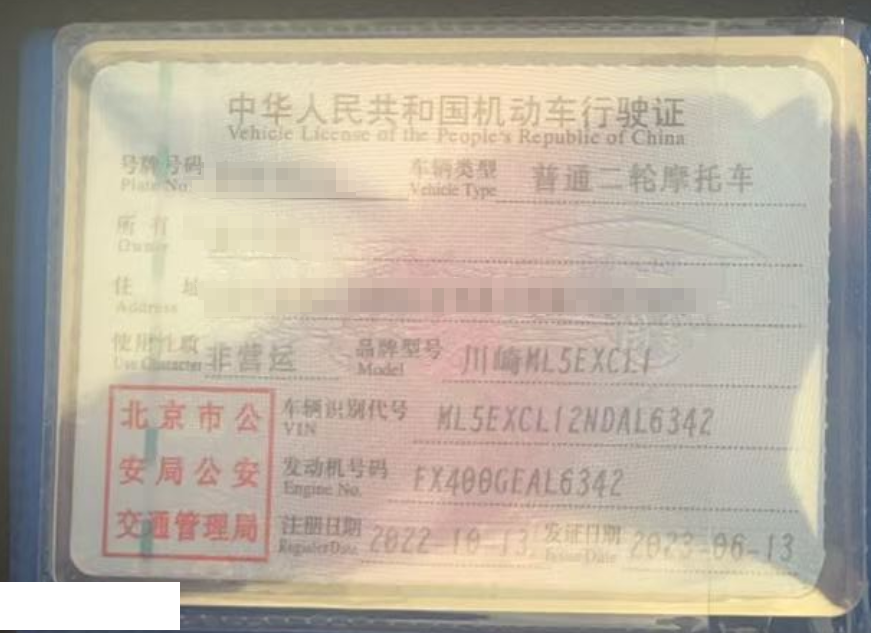 中华人民共和国机动车行驶证
Vehicle License of the People's Republic of China
号牌号码 车辆类型 普通二轮摩托车
Plate No. Vehicle Type
所有
Owner
住 址
Address
使用性质 非营运 品牌型号 川崎ML5EXCL1
Use Character Model
北京市公
安局公安
交通管理局
车辆识别代号 ML5EXCL12NDAL6342
VIN
发动机号码 EX400GEAL6342
Engine No.
注册日期 2022-10-13 发证日期 2023-06-13
Register Date Issue Date